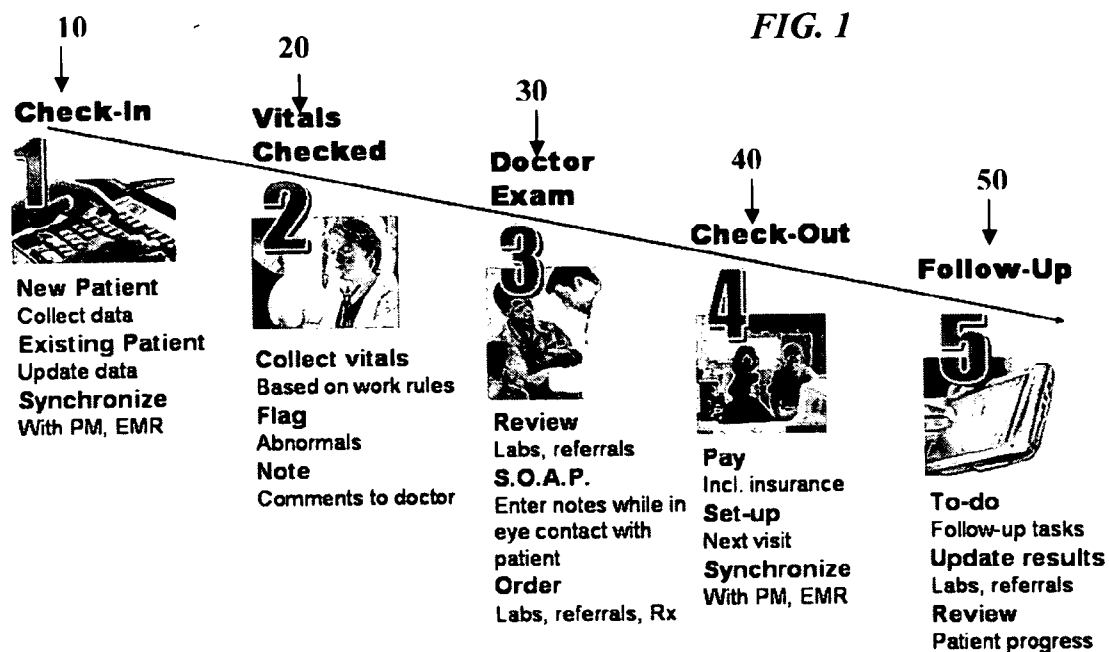 FIG. 1
10
Check-In
1
New Patient
Collect data
Existing Patient
Update data
Synchronize
With PM, EMR
20
Vitals
Checked
2
Collect vitals
Based on work rules
Flag
Abnormals
Note
Comments to doctor
30
Doctor
Exam
3
Review
Labs, referrals
S.O.A.P.
Enter notes while in
eye contact with
patient
Order
Labs, referrals, Rx
40
Check-Out
4
Pay
Incl. insurance
Set-up
Next visit
Synchronize
With PM, EMR
50
Follow-Up
5
To-do
Follow-up tasks
Update results
Labs, referrals
Review
Patient progress